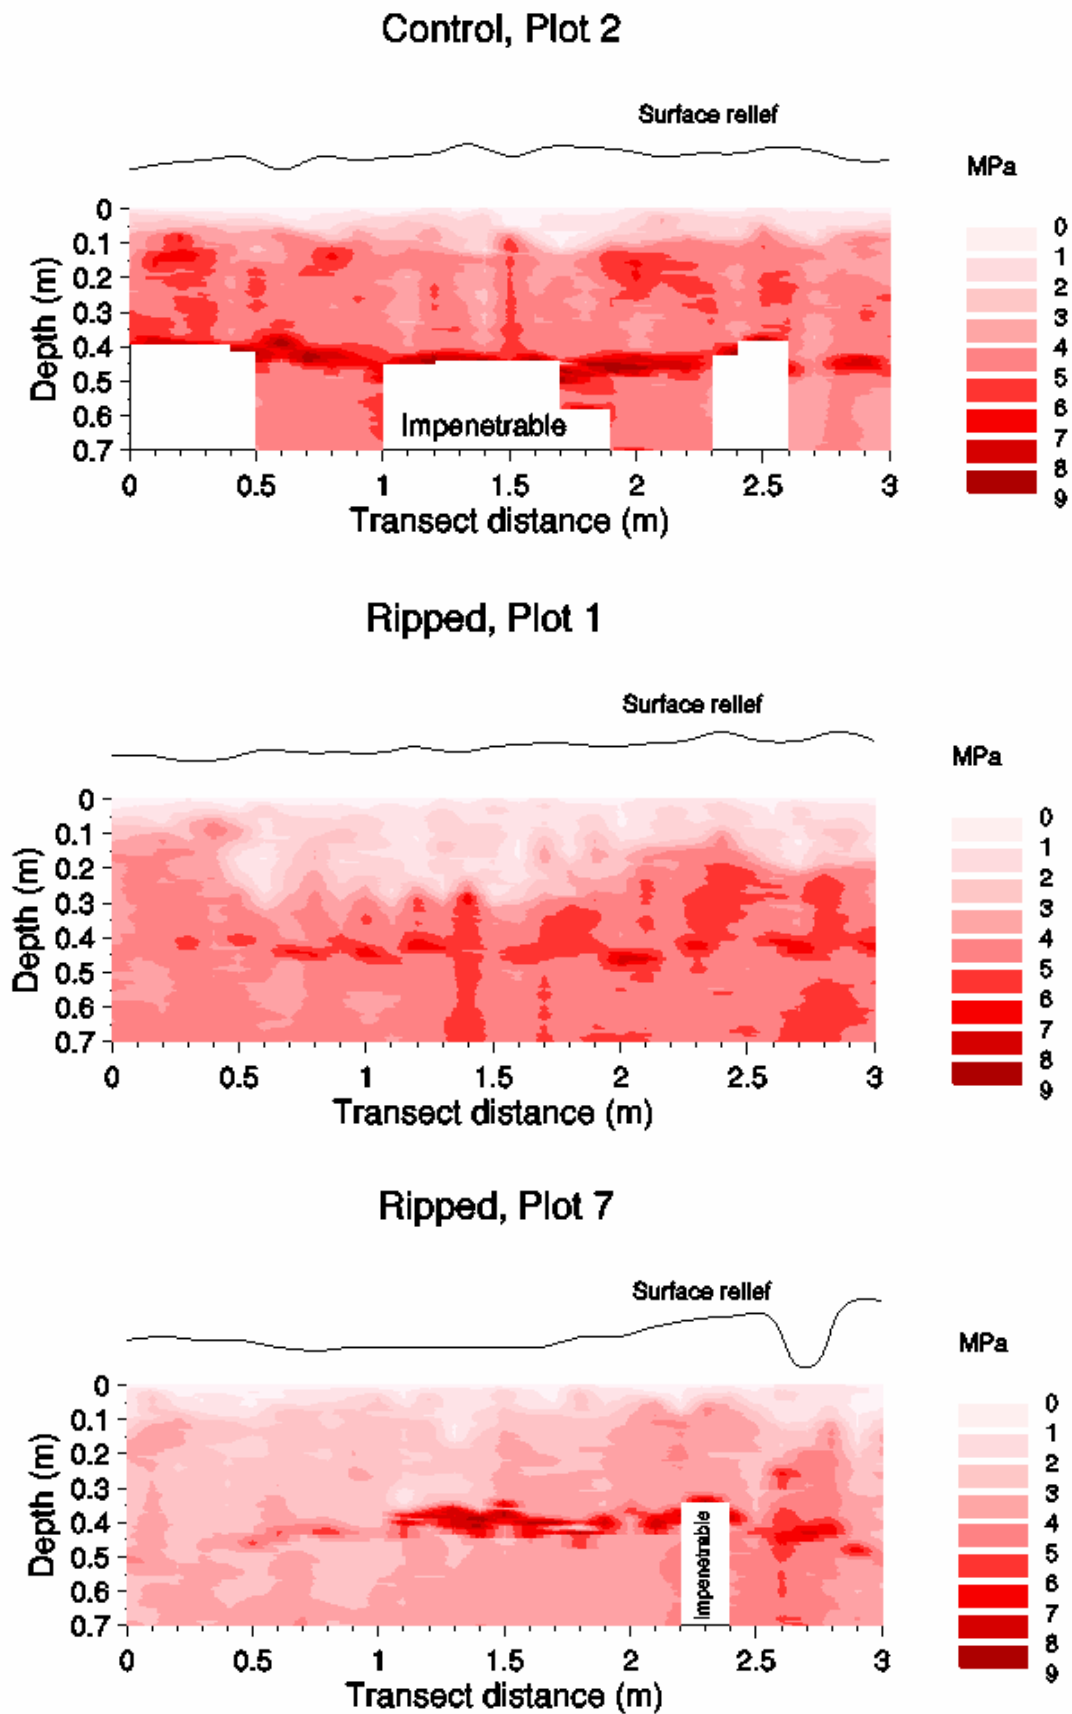 Control, Plot 2
Surface relief
MPa
0
1
2
3
4
5
6
7
8
9
Depth (m)
0
0.1
0.2
0.3
0.4
0.5
0.6
0.7
Impenetrable
0 0.5 1 1.5 2 2.5 3
Transect distance (m)
Ripped, Plot 1
Surface relief
MPa
0
1
2
3
4
5
6
7
8
9
Depth (m)
0
0.1
0.2
0.3
0.4
0.5
0.6
0.7
0 0.5 1 1.5 2 2.5 3
Transect distance (m)
Ripped, Plot 7
Surface relief
MPa
0
1
2
3
4
5
6
7
8
9
Depth (m)
0
0.1
0.2
0.3
0.4
0.5
0.6
0.7
Impenetrable
0 0.5 1 1.5 2 2.5 3
Transect distance (m)